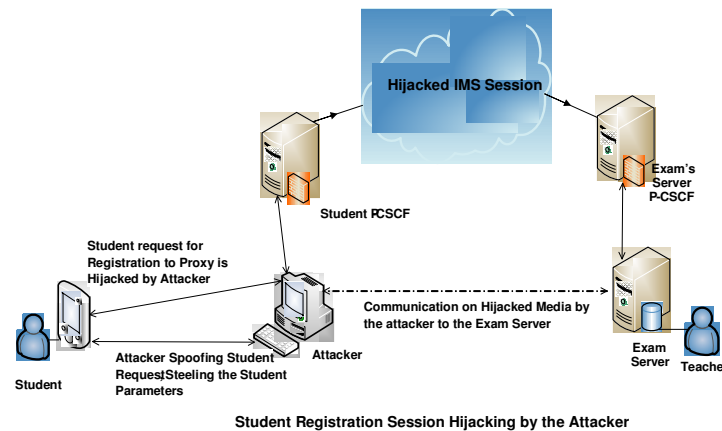 Hijacked IMS Session
Exam's
Server
P-CSCF
Student PCSCF
Student request for
Registration to Proxy is
Hijacked by Attacker
Communication on Hijacked Media by
the attacker to the Exam Server
Attacker Spoofing Student
Request,Steeling the Student
Parameters
Attacker
Student
Exam
Server
Teache
Student Registration Session Hijacking by the Attacker